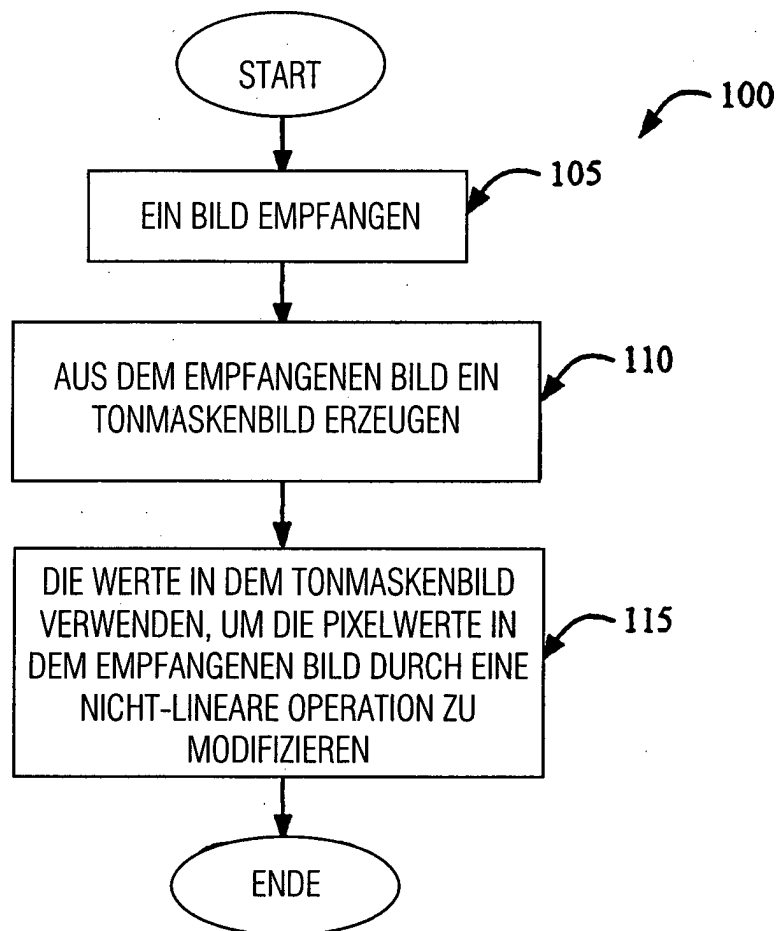 START
100
105
EIN BILD EMPFANGEN
110
AUS DEM EMPFANGENEN BILD EIN
TONMASKENBILD ERZEUGEN
DIE WERTE IN DEM TONMASKENBILD
VERWENDEN, UM DIE PIXELWERTE IN
DEM EMPFANGENEN BILD DURCH EINE
NICHT-LINEARE OPERATION ZU
MODIFIZIEREN
115
ENDE